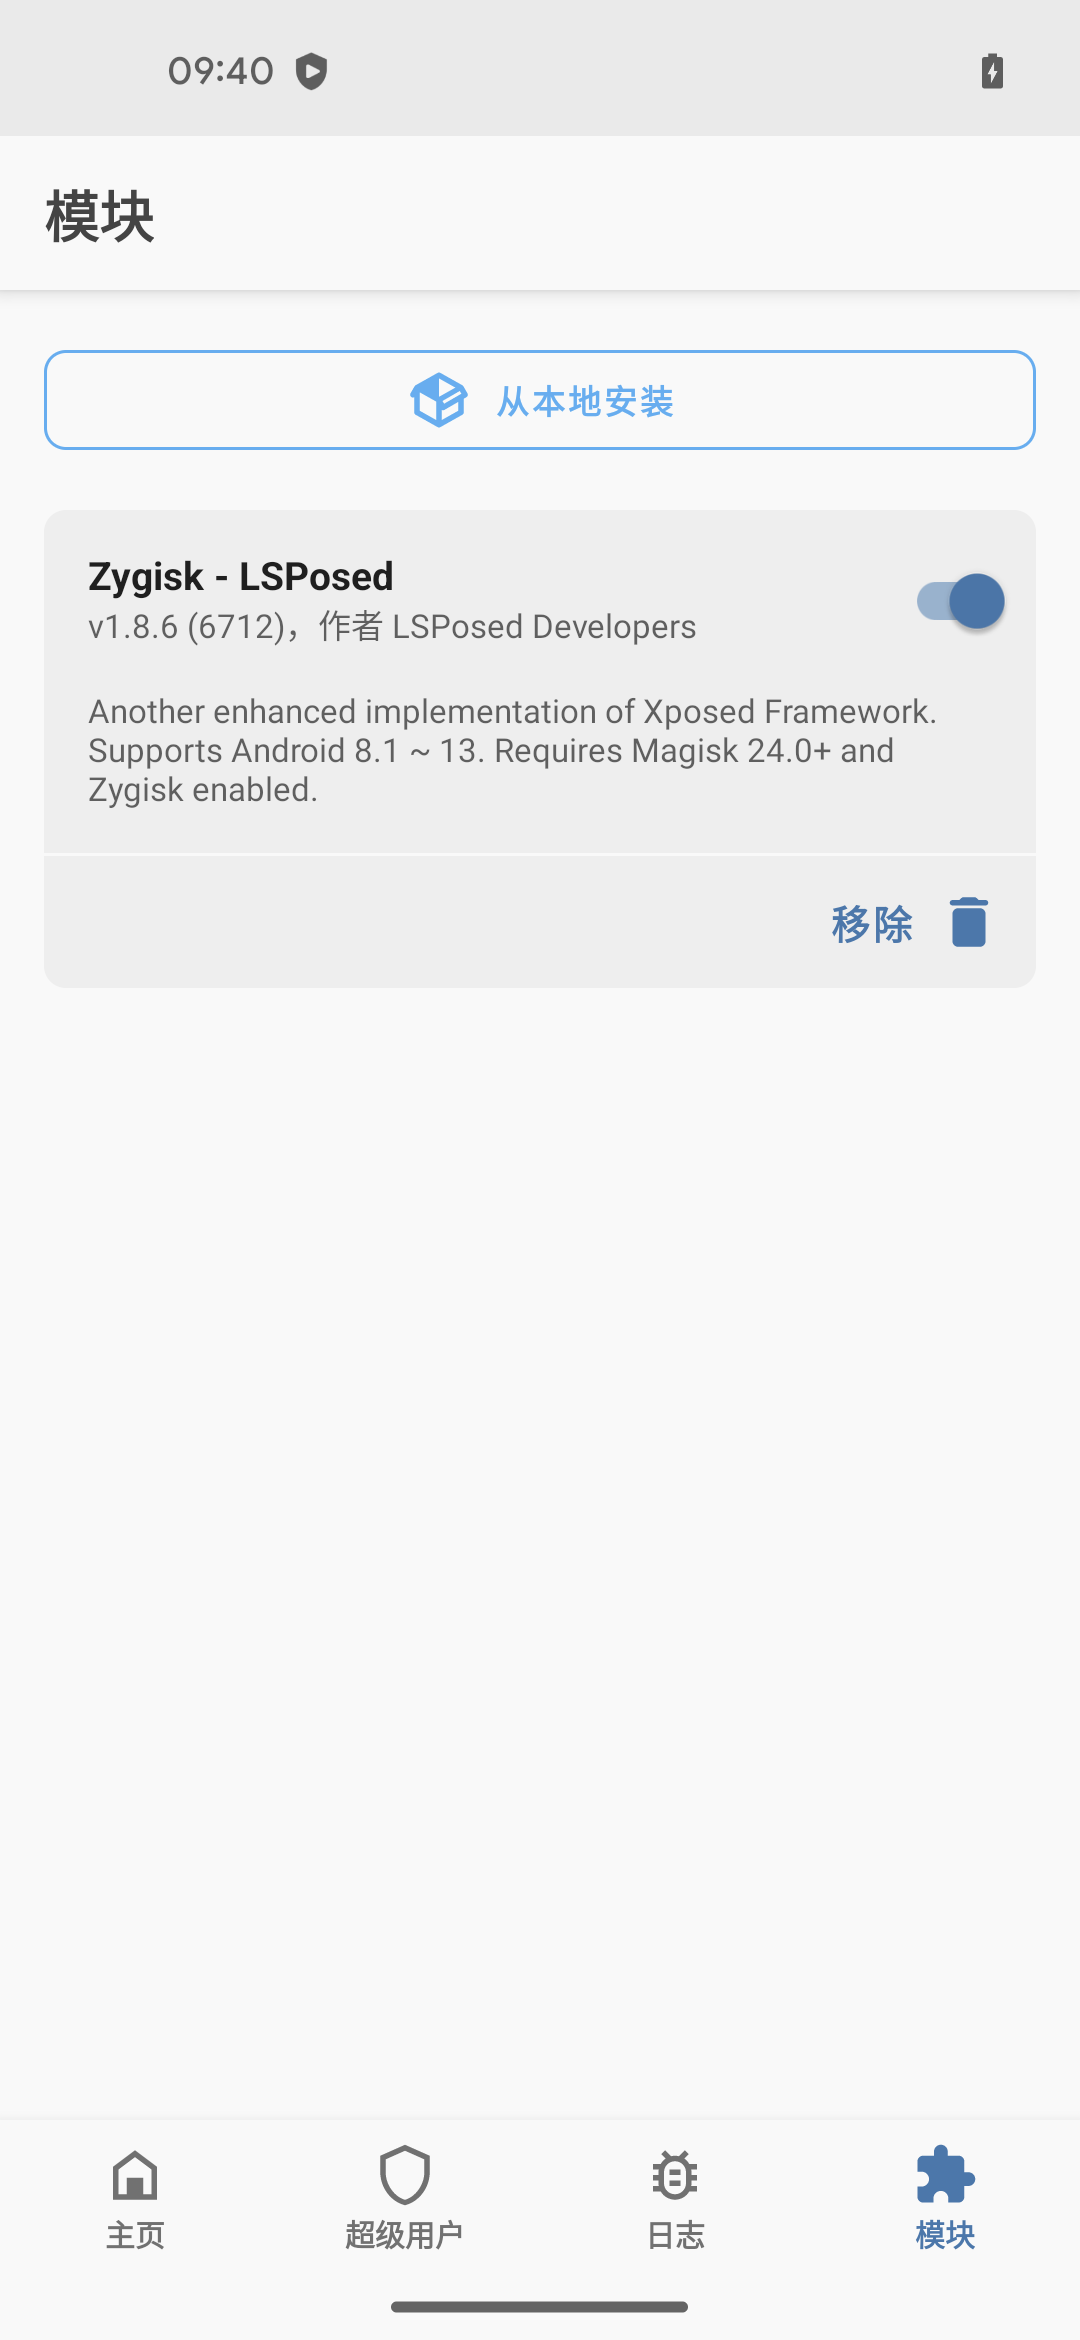 09:40
模块
从本地安装
Zygisk - LSPosed
v1.8.6 (6712)，作者 LSPosed Developers
Another enhanced implementation of Xposed Framework.
Supports Android 8.1 ~ 13. Requires Magisk 24.0+ and
Zygisk enabled.
移除
主页
超级用户
日志
模块